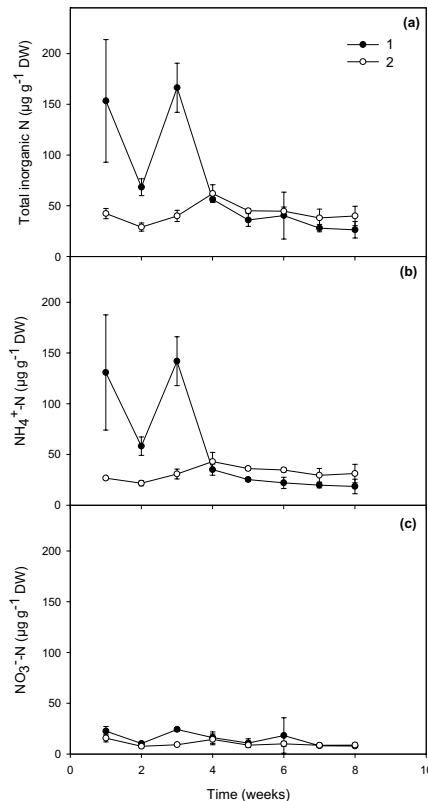 (a)
1
2
Total inorganic N (µg g⁻¹ DW)
200
150
100
50
0
(b)
NH₄⁺-N (µg g⁻¹ DW)
200
150
100
50
0
(c)
NO₃⁻-N (µg g⁻¹ DW)
200
150
100
50
0
0 2 4 6 8 10
Time (weeks)